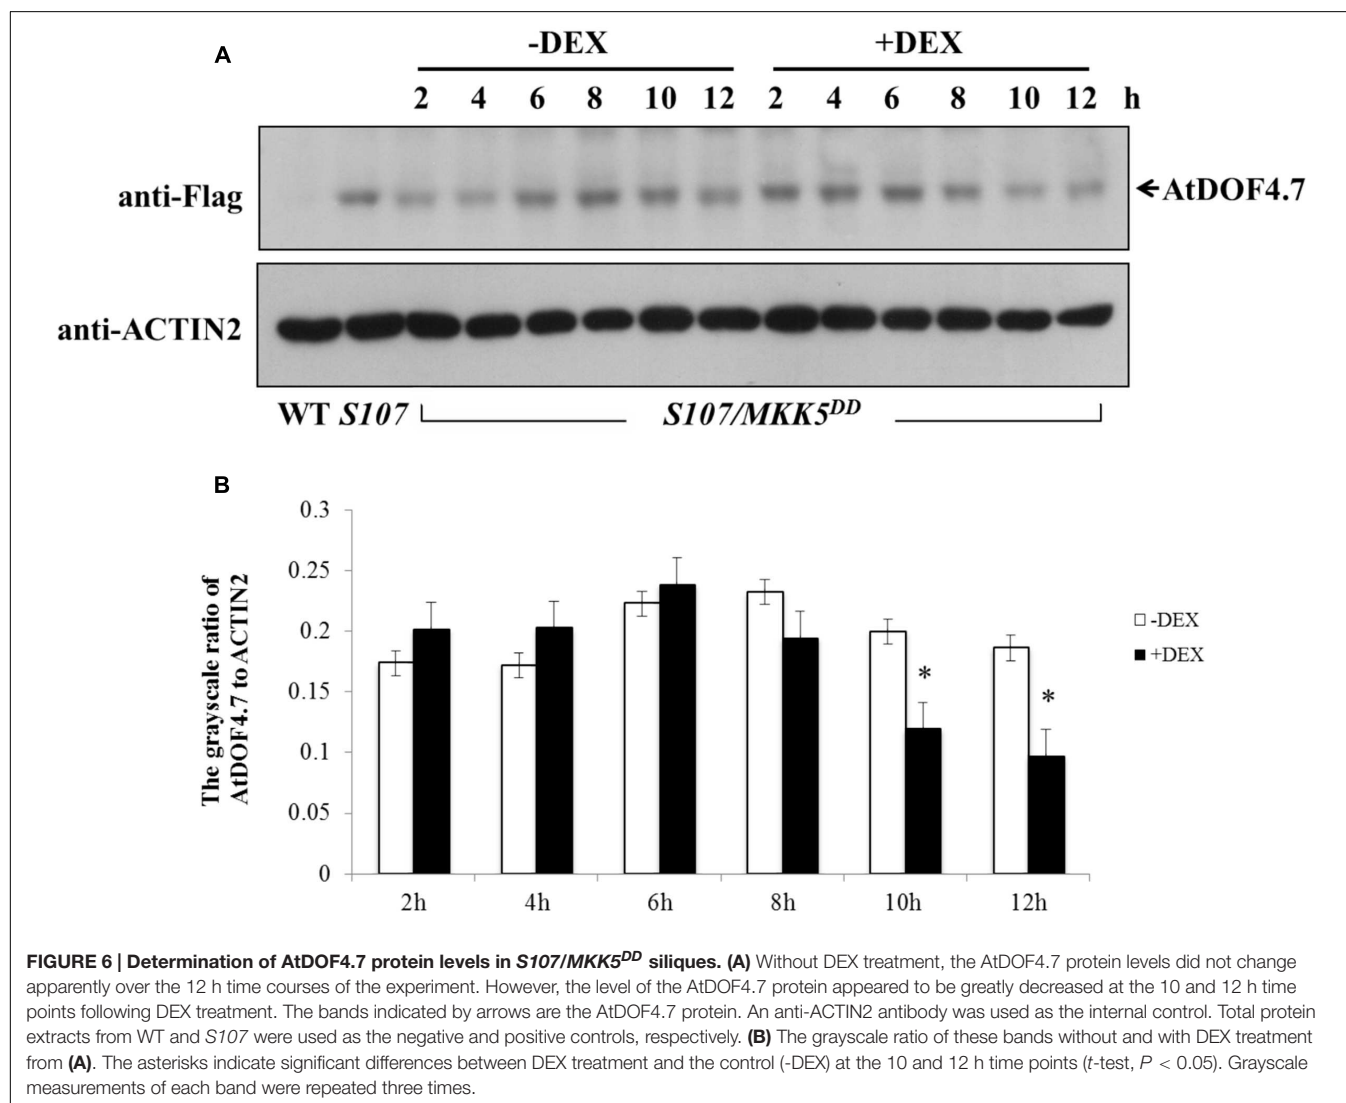 A
-DEX +DEX
2 4 6 8 10 12 2 4 6 8 10 12 h
anti-Flag
AtDOF4.7
anti-ACTIN2
WT S107 S107/MKK5DD
B
The grayscale ratio of
AtDOF4.7 to ACTIN2
0.3
0.25
0.2
0.15
0.1
0.05
0
* *
-DEX
+DEX
2h 4h 6h 8h 10h 12h
FIGURE 6 | Determination of AtDOF4.7 protein levels in S107/MKK5DD siliques. (A) Without DEX treatment, the AtDOF4.7 protein levels did not change
apparently over the 12 h time courses of the experiment. However, the level of the AtDOF4.7 protein appeared to be greatly decreased at the 10 and 12 h time
points following DEX treatment. The bands indicated by arrows are the AtDOF4.7 protein. An anti-ACTIN2 antibody was used as the internal control. Total protein
extracts from WT and S107 were used as the negative and positive controls, respectively. (B) The grayscale ratio of these bands without and with DEX treatment
from (A). The asterisks indicate significant differences between DEX treatment and the control (-DEX) at the 10 and 12 h time points (t-test, P < 0.05). Grayscale
measurements of each band were repeated three times.